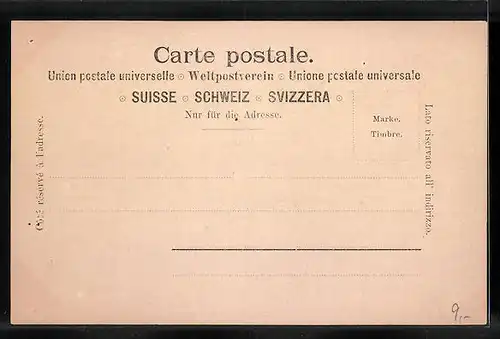 Carte postale.
Union postale universelle ⊙ Weltpostverein ⊙ Unione postale universale
⊙ SUISSE ⊙ SCHWEIZ ⊙ SVIZZERA ⊙
Nur für die Adresse.
Marke.
Timbre.
Côté réservé à l'adresse.
Lato riservato all' indirizzo.
9,-